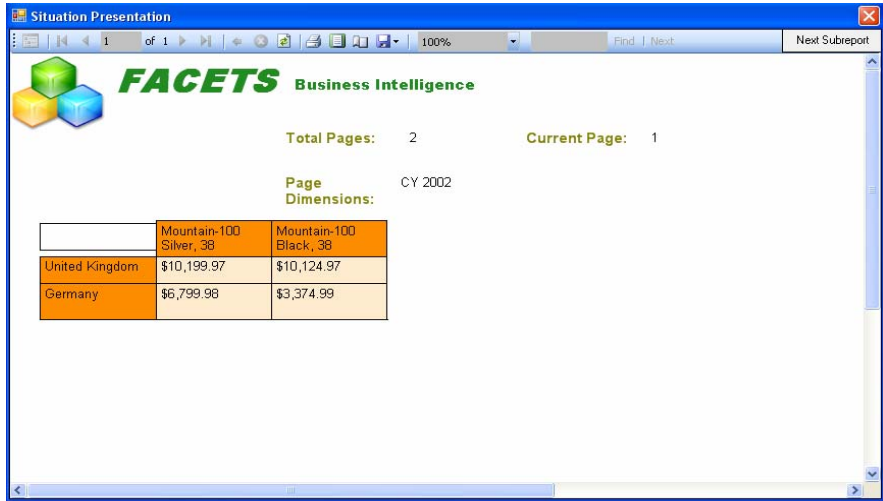 Situation Presentation
1 of 1 100% Find | Next Next Subreport
FACETS Business Intelligence
Total Pages: 2 Current Page: 1
Page
Dimensions: CY 2002
Mountain-100
Silver, 38
Mountain-100
Black, 38
United Kingdom $10,199.97 $10,124.97
Germany $6,799.98 $3,374.99